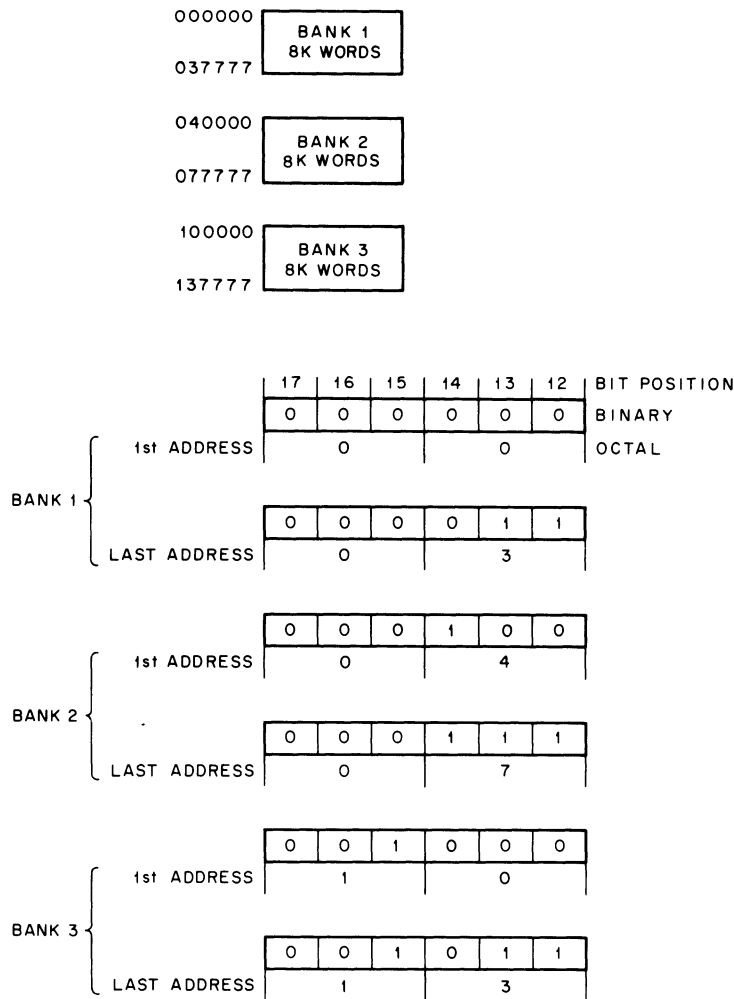 000000
BANK 1
8K WORDS
037777
040000
BANK 2
8K WORDS
077777
100000
BANK 3
8K WORDS
137777
17 16 15 14 13 12 BIT POSITION
0 0 0 0 0 0 BINARY
1st ADDRESS 0 0 OCTAL
BANK 1
0 0 0 0 1 1
LAST ADDRESS 0 3
0 0 0 1 0 0
1st ADDRESS 0 4
BANK 2
0 0 0 1 1 1
LAST ADDRESS 0 7
0 0 1 0 0 0
1st ADDRESS 1 0
BANK 3
0 0 1 0 1 1
LAST ADDRESS 1 3